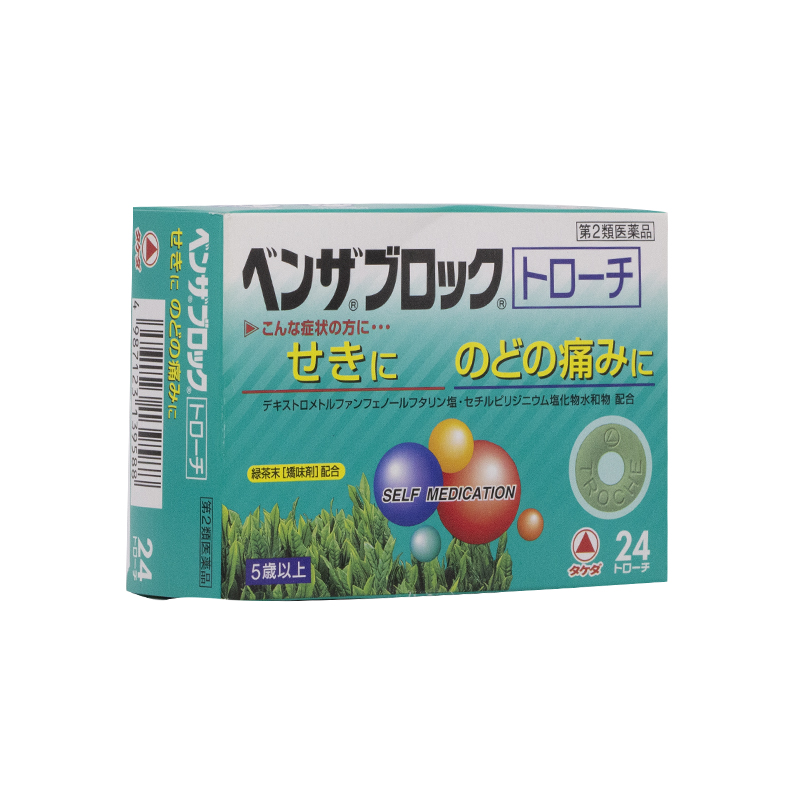 第2類医薬品
ベンザ®ブロック® トローチ
▶こんな症状の方に・・・
せきに のどの痛みに
デキストロメトルファンフェノールフタリン塩・セチルピリジニウム塩化物水和物 配合
緑茶末[矯味剤]配合
SELF MEDICATION
TROCHE
5歳以上
タケダ
24
トローチ
タケダ
せきに のどの痛みに
ベンザ®ブロック® トローチ
第2類医薬品
4 987123 139588
24
トローチ